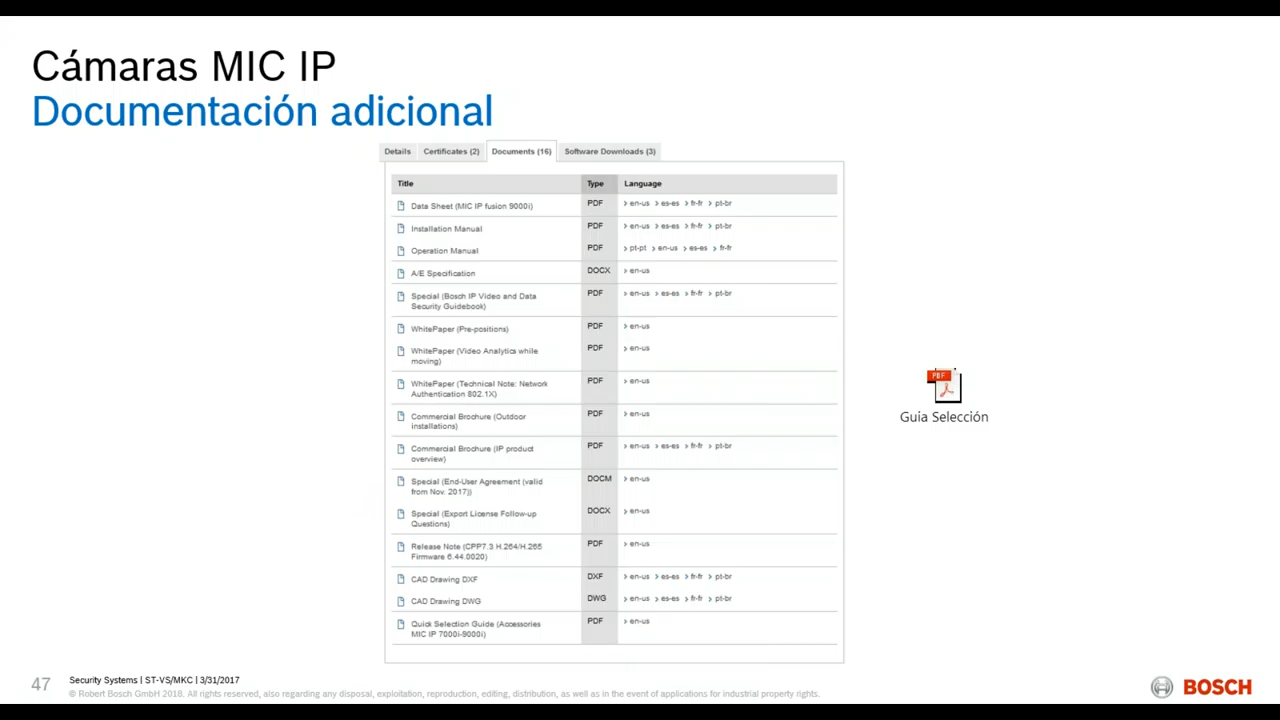 Cámaras MIC IP
Documentación adicional
Details Certificates (2) Documents (16) Software Downloads (3)
Title Type Language
Data Sheet (MIC IP fusion 9000i) PDF en-us es-es fr-fr pt-br
Installation Manual PDF en-us es-es fr-fr pt-br
Operation Manual PDF pt-pt en-us es-es fr-fr
A/E Specification DOCX en-us
Special (Bosch IP Video and Data PDF en-us es-es fr-fr pt-br
Security Guidebook)
WhitePaper (Pre-positions) PDF en-us
WhitePaper (Video Analytics while PDF en-us
moving)
WhitePaper (Technical Note: Network PDF en-us
Authentication 802.1X)
Commercial Brochure (Outdoor PDF en-us
installations)
Commercial Brochure (IP product PDF en-us es-es fr-fr pt-br
overview)
Special (End-User Agreement (valid DOCM en-us
from Nov. 2017))
Special (Export License Follow-up DOCX en-us
Questions)
Release Note (CPP7.3 H.264/H.265 PDF en-us
Firmware 6.44.0020)
CAD Drawing DXF DXF en-us es-es fr-fr pt-br
CAD Drawing DWG DWG en-us es-es fr-fr pt-br
Quick Selection Guide (Accessories PDF en-us
MIC IP 7000i-9000i)
PDF
Guia Selección
47 Security Systems | ST-VS/MKC | 3/31/2017
© Robert Bosch GmbH 2018. All rights reserved, also regarding any disposal, exploitation, reproduction, editing, distribution, as well as in the event of applications for industrial property rights.
BOSCH